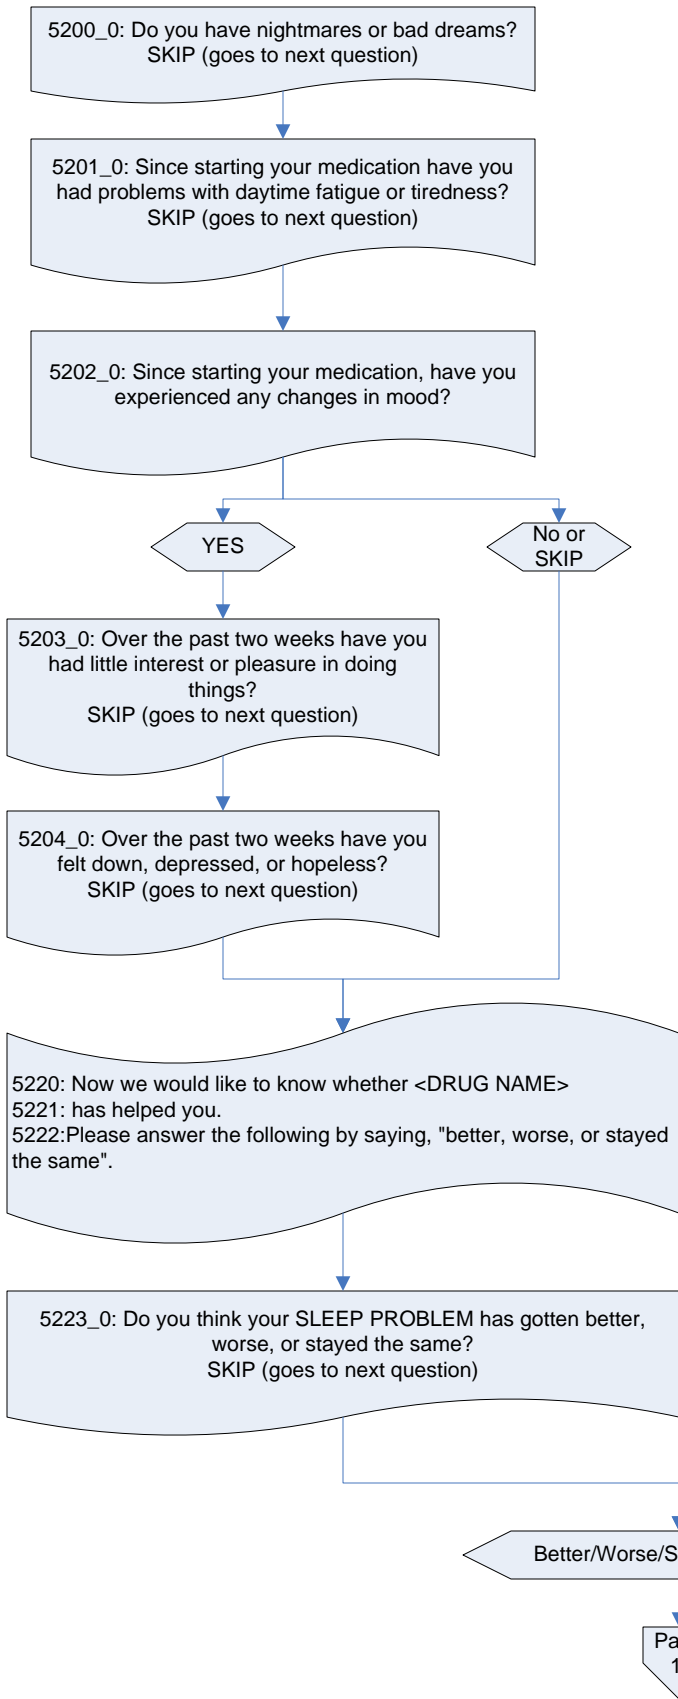 5200_0: Do you have nightmares or bad dreams?
SKIP (goes to next question)
5201_0: Since starting your medication have you
had problems with daytime fatigue or tiredness?
SKIP (goes to next question)
5202_0: Since starting your medication, have you
experienced any changes in mood?
YES
No or
SKIP
5203_0: Over the past two weeks have you
had little interest or pleasure in doing
things?
SKIP (goes to next question)
5204_0: Over the past two weeks have you
felt down, depressed, or hopeless?
SKIP (goes to next question)
5220: Now we would like to know whether <DRUG NAME>
5221: has helped you.
5222:Please answer the following by saying, "better, worse, or stayed
the same".
5223_0: Do you think your SLEEP PROBLEM has gotten better,
worse, or stayed the same?
SKIP (goes to next question)
Better/Worse/S
Pa
1